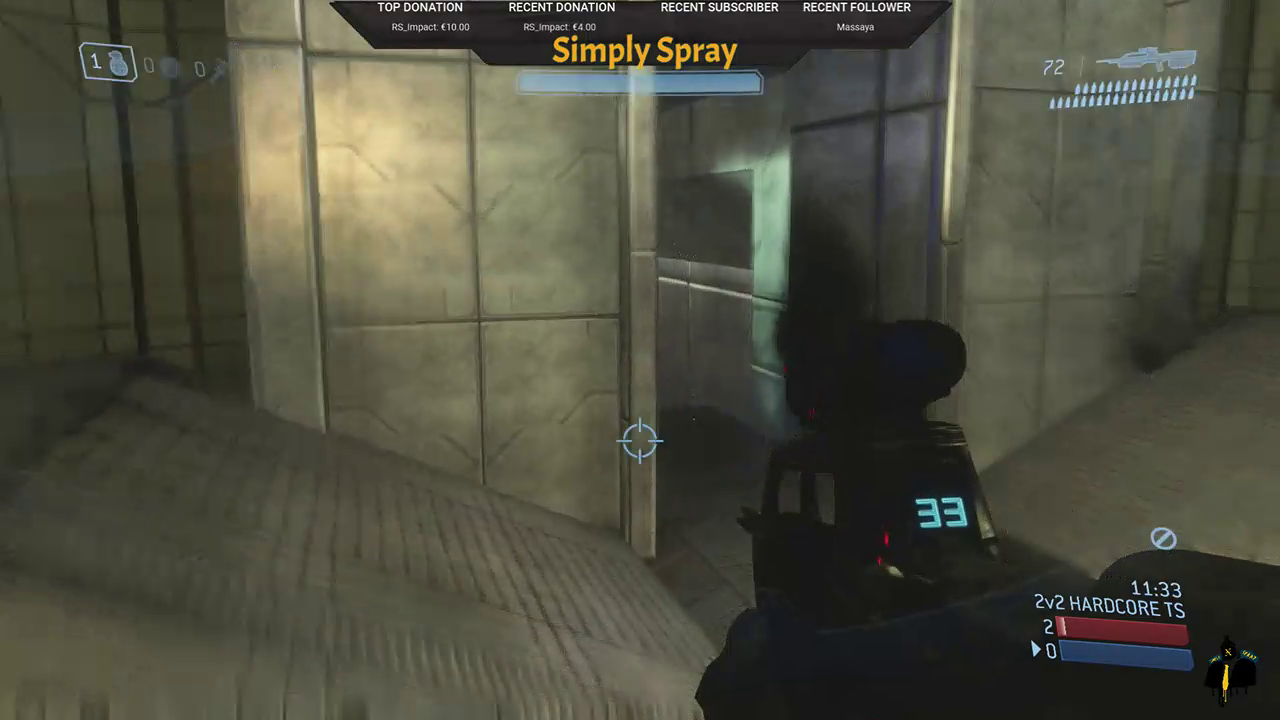 TOP DONATION
RS_Impact: €10.00
RECENT DONATION
RS_Impact: €4.00
RECENT SUBSCRIBER
RECENT FOLLOWER
Massaya
Simply Spray
1
0
0
72
33
11:33
2v2 HARDCORE TS
2
0